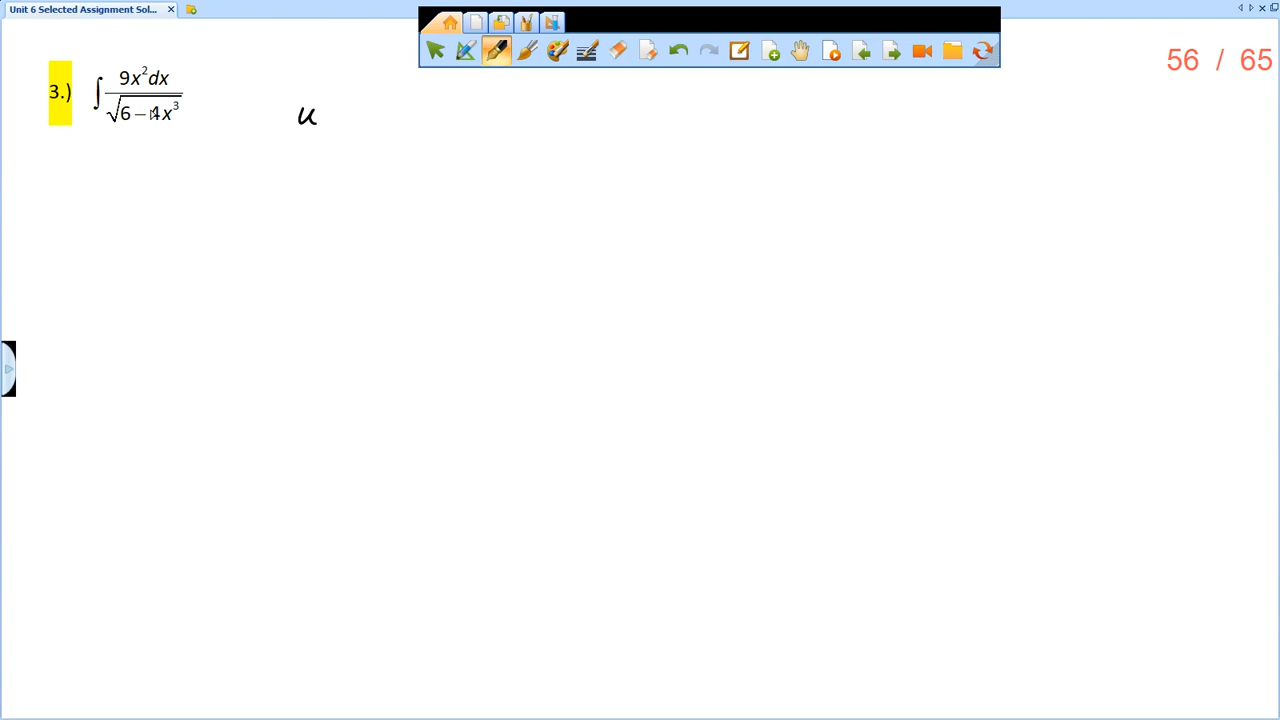 Unit 6 Selected Assignment Sol...
56 / 65
3.) ∫ 9x²dx / √(6 − 4x³)
u